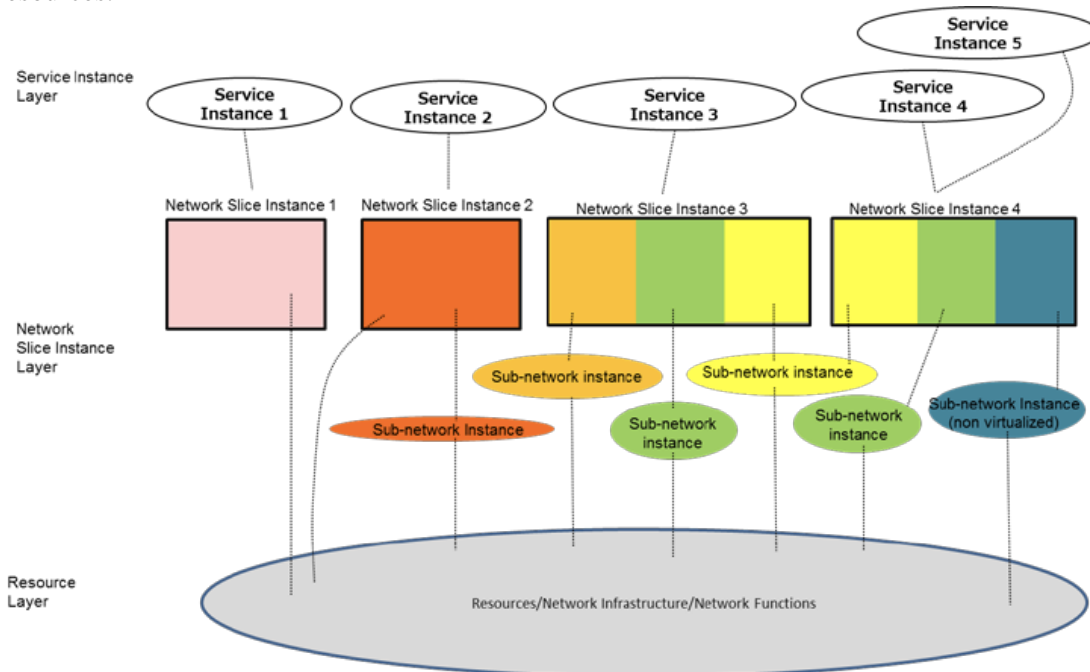 esources.
Service
Instance 5
Service Instance
Layer
Service
Instance 1
Service
Instance 2
Service
Instance 3
Service
Instance 4
Network Slice Instance 1
Network Slice Instance 2
Network Slice Instance 3
Network Slice Instance 4
Network
Slice Instance
Layer
Sub-network instance
Sub-network instance
Sub-network Instance
Sub-network
instance
Sub-network
instance
Sub-network Instance
(non virtualized)
Resource
Layer
Resources/Network Infrastructure/Network Functions